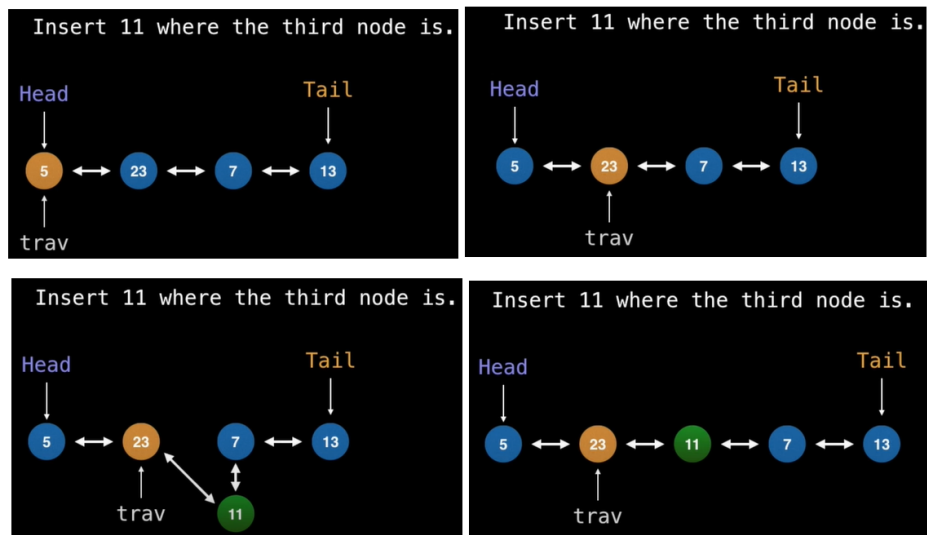 Insert 11 where the third node is.
Head
Tail
5 23 7 13
trav
Insert 11 where the third node is.
Head
Tail
5 23 7 13
trav
Insert 11 where the third node is.
Head
Tail
5 23 7 13
trav
11
Insert 11 where the third node is.
Head
Tail
5 23 11 7 13
trav